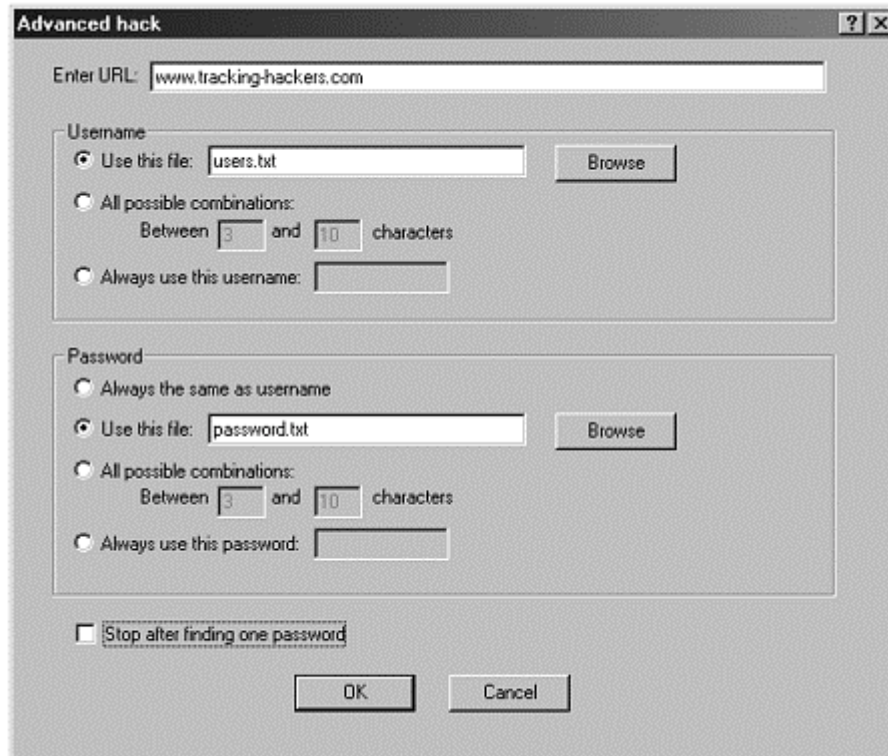 Advanced hack
Enter URL: www.tracking-hackers.com
Username
Use this file: users.txt Browse
All possible combinations:
Between 3 and 10 characters
Always use this username:
Password
Always the same as username
Use this file: password.txt Browse
All possible combinations:
Between 3 and 10 characters
Always use this password:
Stop after finding one password
OK Cancel